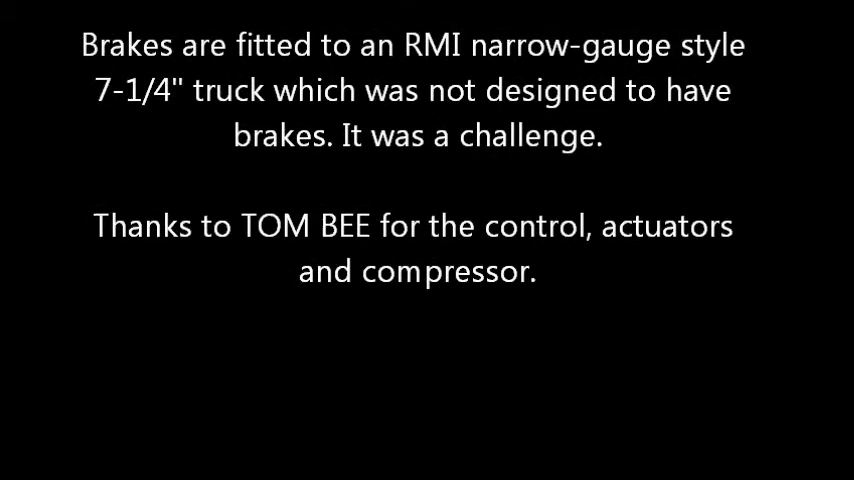 Brakes are fitted to an RMI narrow-gauge style
7-1/4" truck which was not designed to have
brakes. It was a challenge.
Thanks to TOM BEE for the control, actuators
and compressor.